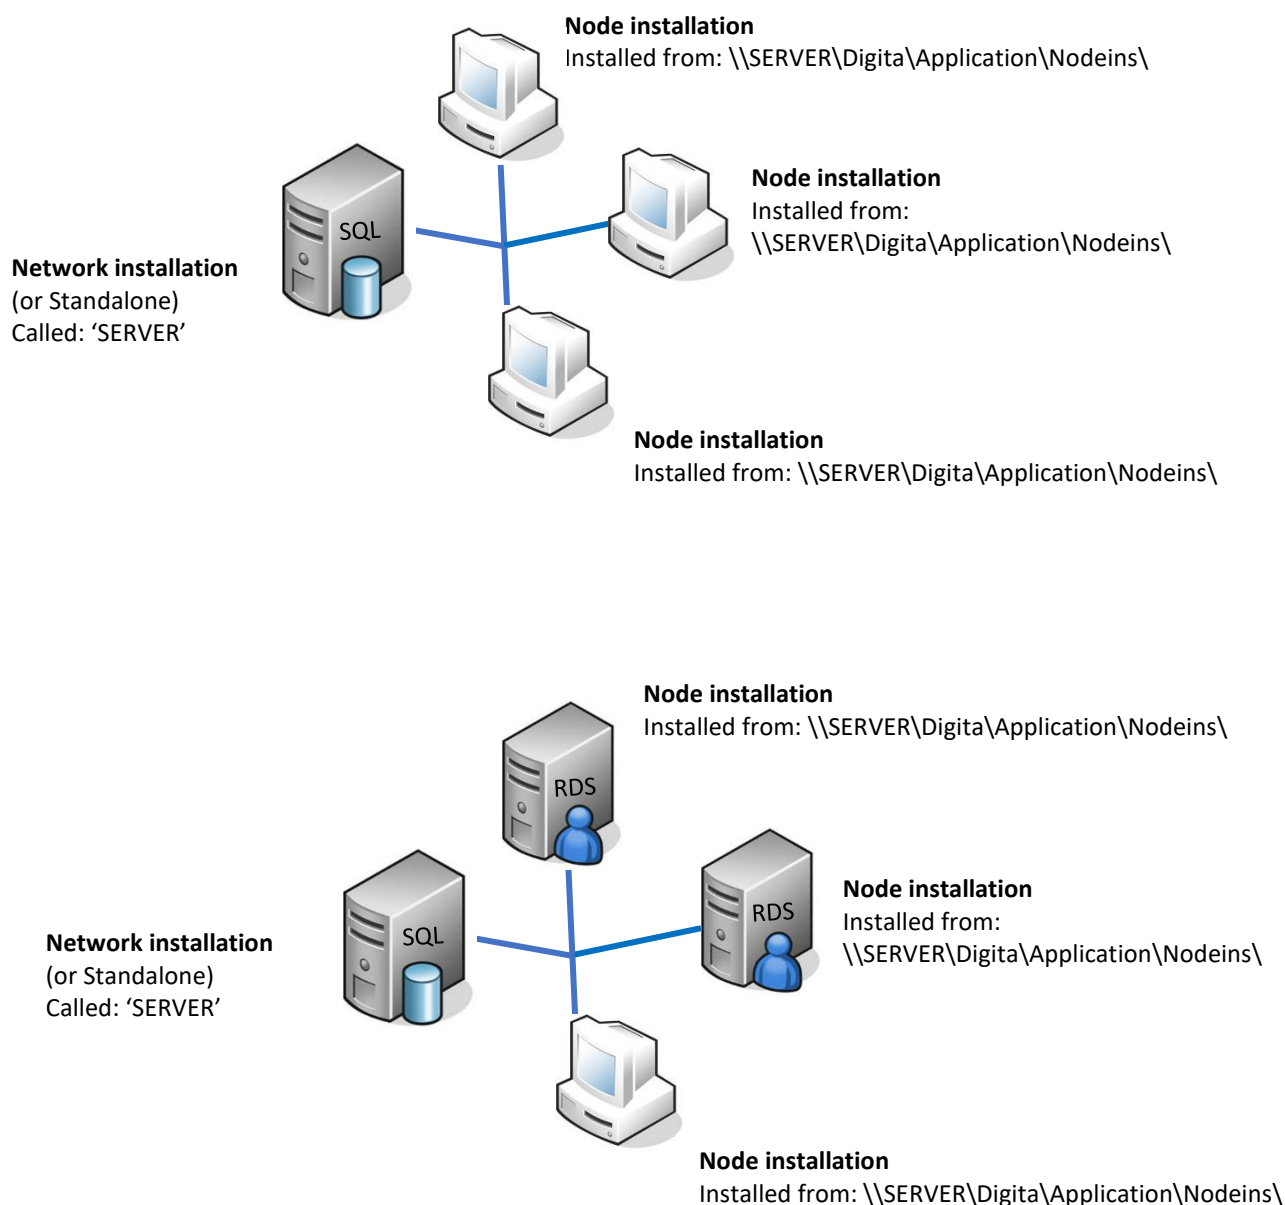 Node installation
Installed from: \\SERVER\Digita\Application\Nodeins\
Node installation
Installed from:
\\SERVER\Digita\Application\Nodeins\
SQL
Network installation
(or Standalone)
Called: ‘SERVER’
Node installation
Installed from: \\SERVER\Digita\Application\Nodeins\
Node installation
Installed from: \\SERVER\Digita\Application\Nodeins\
RDS
Node installation
Installed from:
\\SERVER\Digita\Application\Nodeins\
RDS
SQL
Network installation
(or Standalone)
Called: ‘SERVER’
Node installation
Installed from: \\SERVER\Digita\Application\Nodeins\